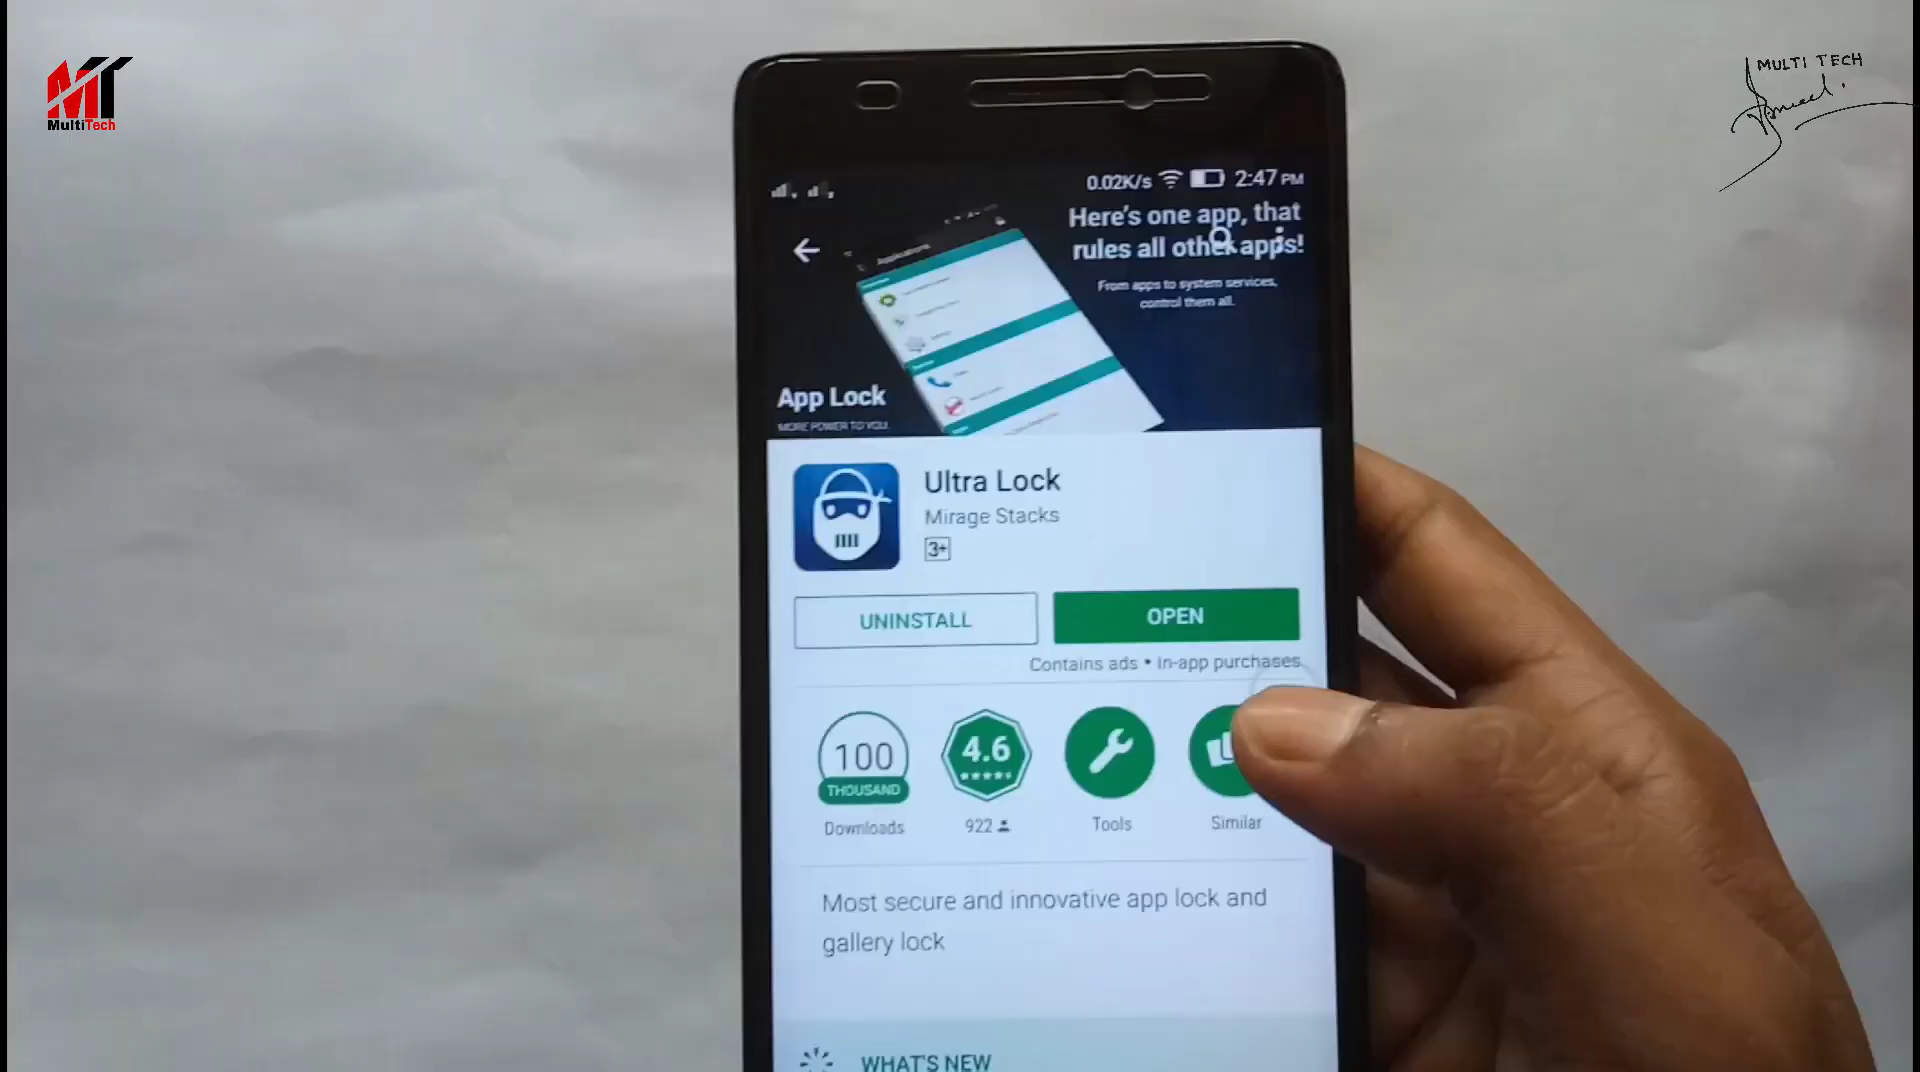 MT
MultiTech
MULTI TECH
0.02K/s 2:47 PM
Here's one app, that
rules all other apps!
From apps to system services,
control them all.
Applications
App Lock
MORE POWER TO YOU.
Ultra Lock
Mirage Stacks
3+
UNINSTALL
OPEN
Contains ads • In-app purchases
100
THOUSAND
4.6
Downloads
922
Tools
Similar
Most secure and innovative app lock and
gallery lock
WHAT'S NEW